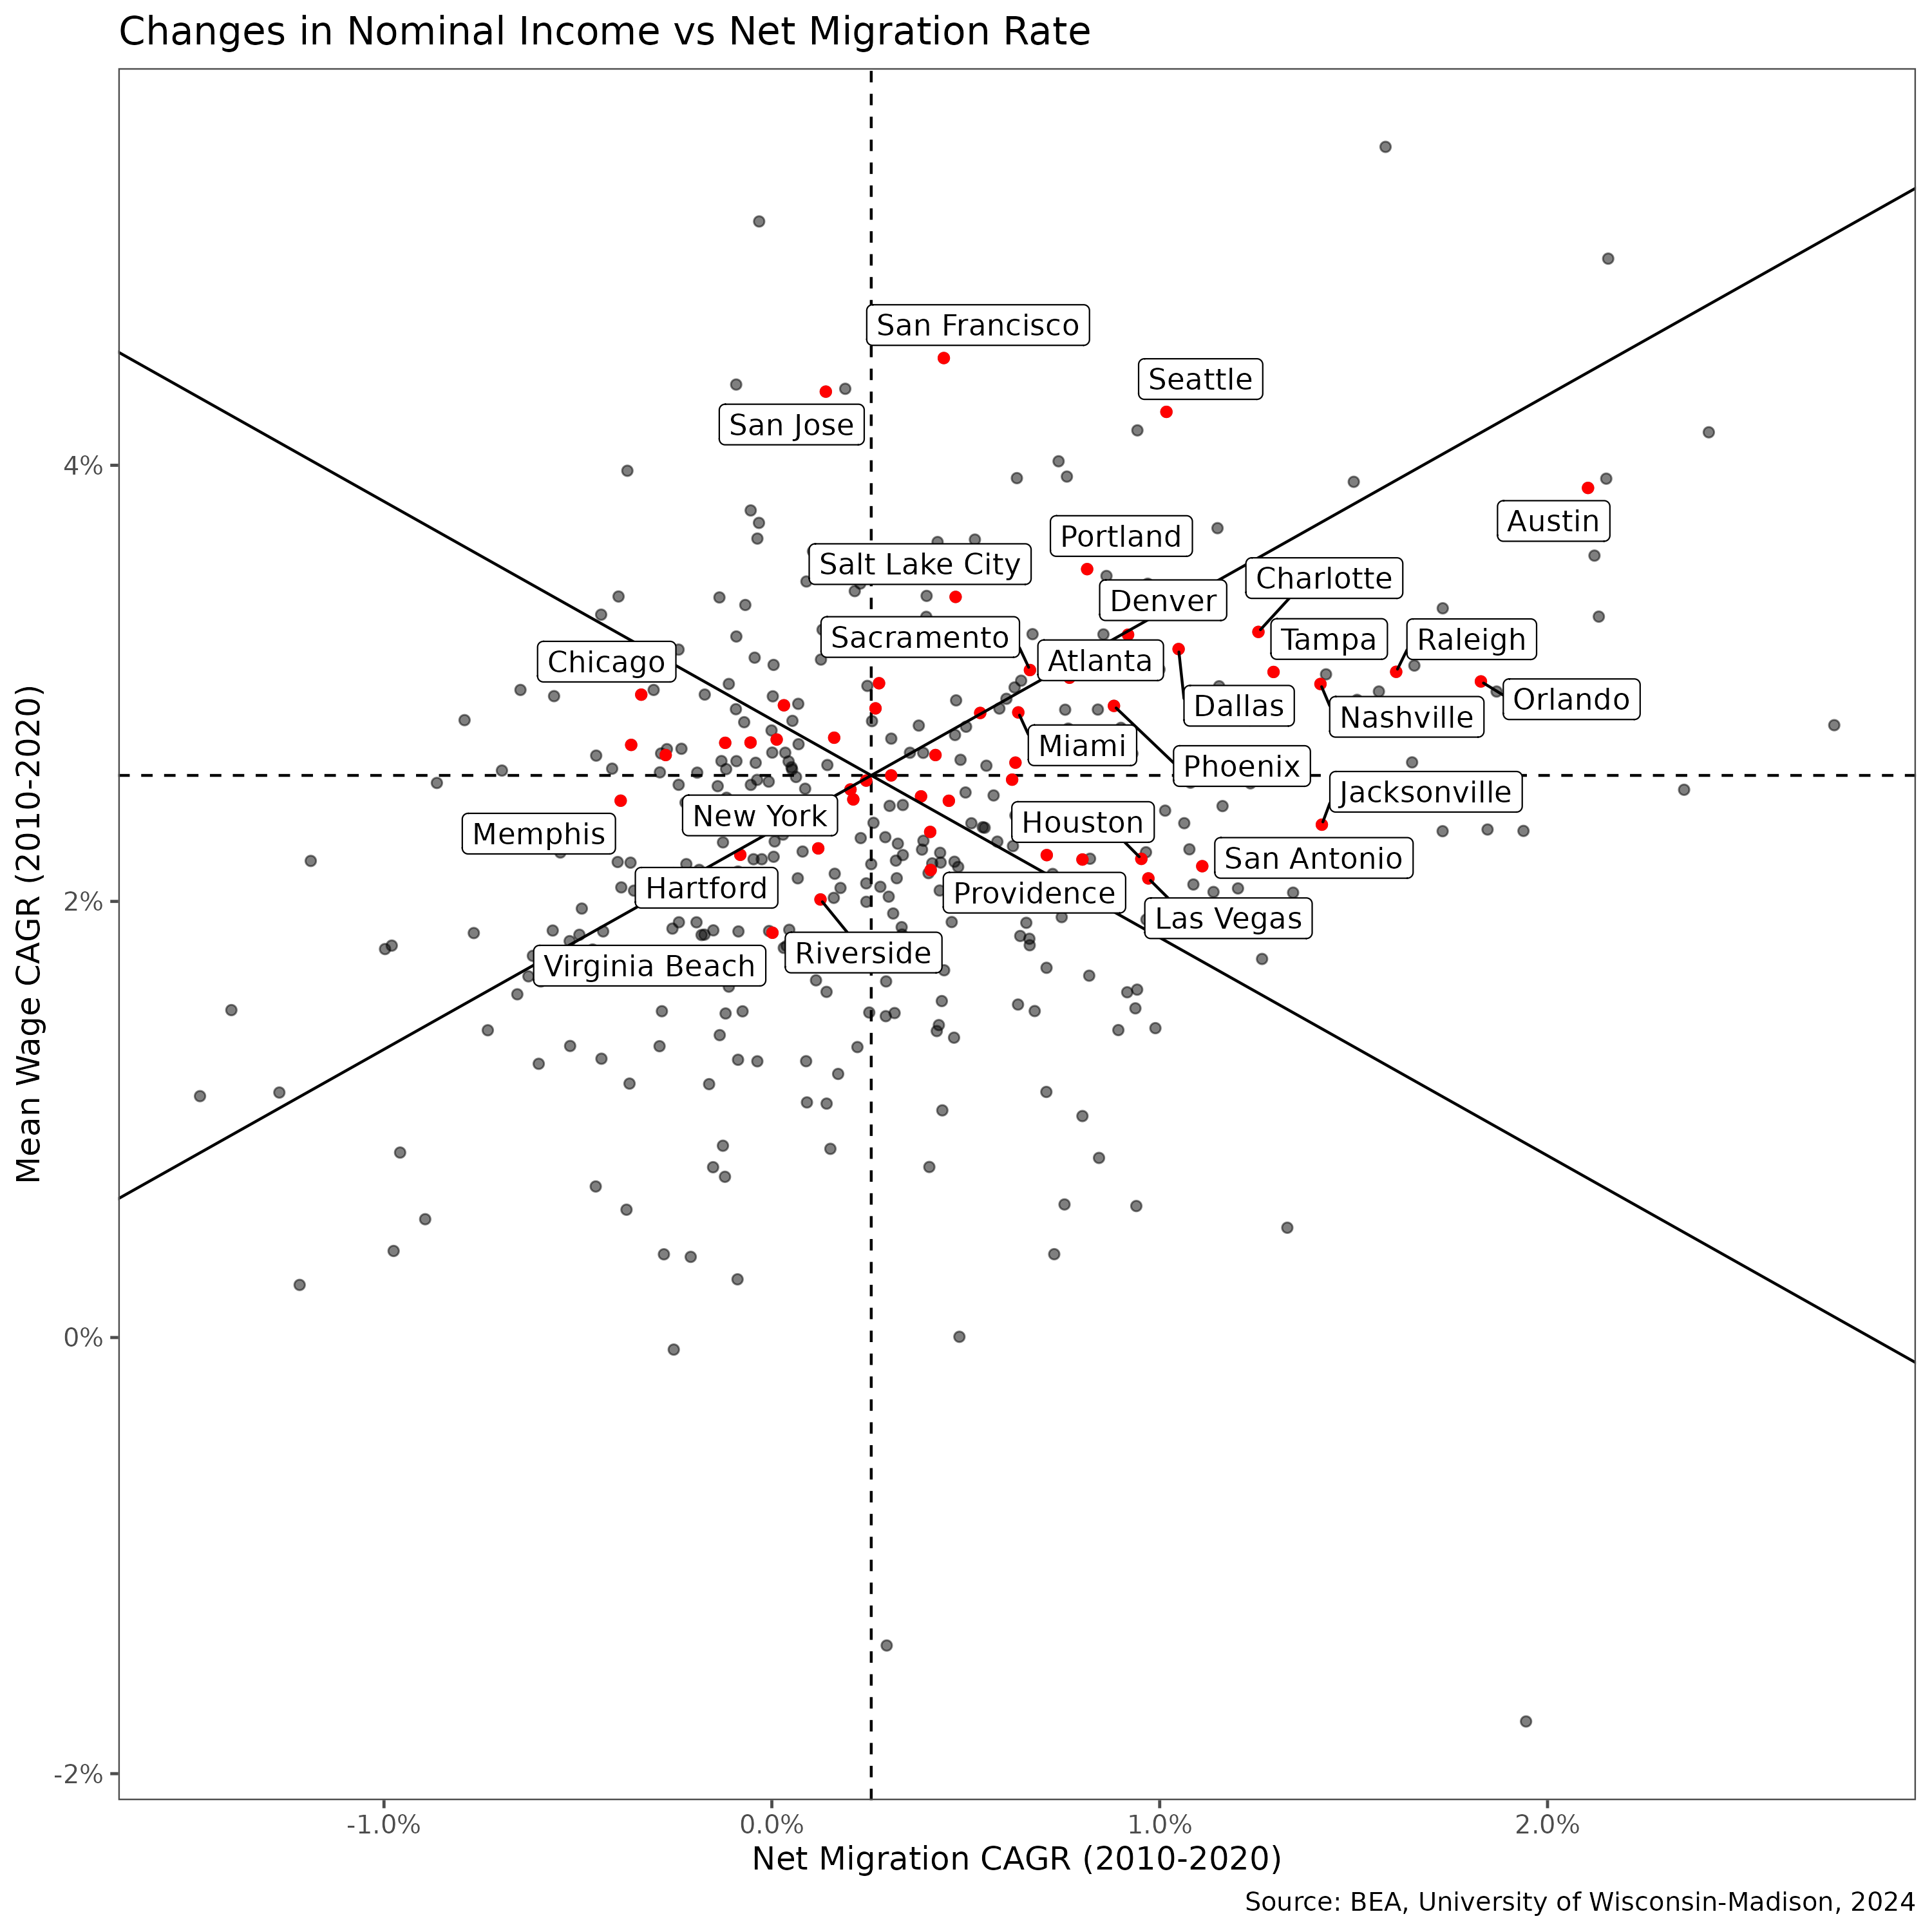 Changes in Nominal Income vs Net Migration Rate
San Francisco
Seattle
San Jose
4%
Austin
Portland
Salt Lake City
Charlotte
Denver
Sacramento
Tampa
Raleigh
Atlanta
Chicago
Orlando
Dallas
Nashville
Miami
Phoenix
Jacksonville
New York
Houston
Memphis
San Antonio
Hartford
Providence
2%
Las Vegas
Riverside
Virginia Beach
Mean Wage CAGR (2010-2020)
0%
-2%
-1.0%
0.0%
1.0%
2.0%
Net Migration CAGR (2010-2020)
Source: BEA, University of Wisconsin-Madison, 2024